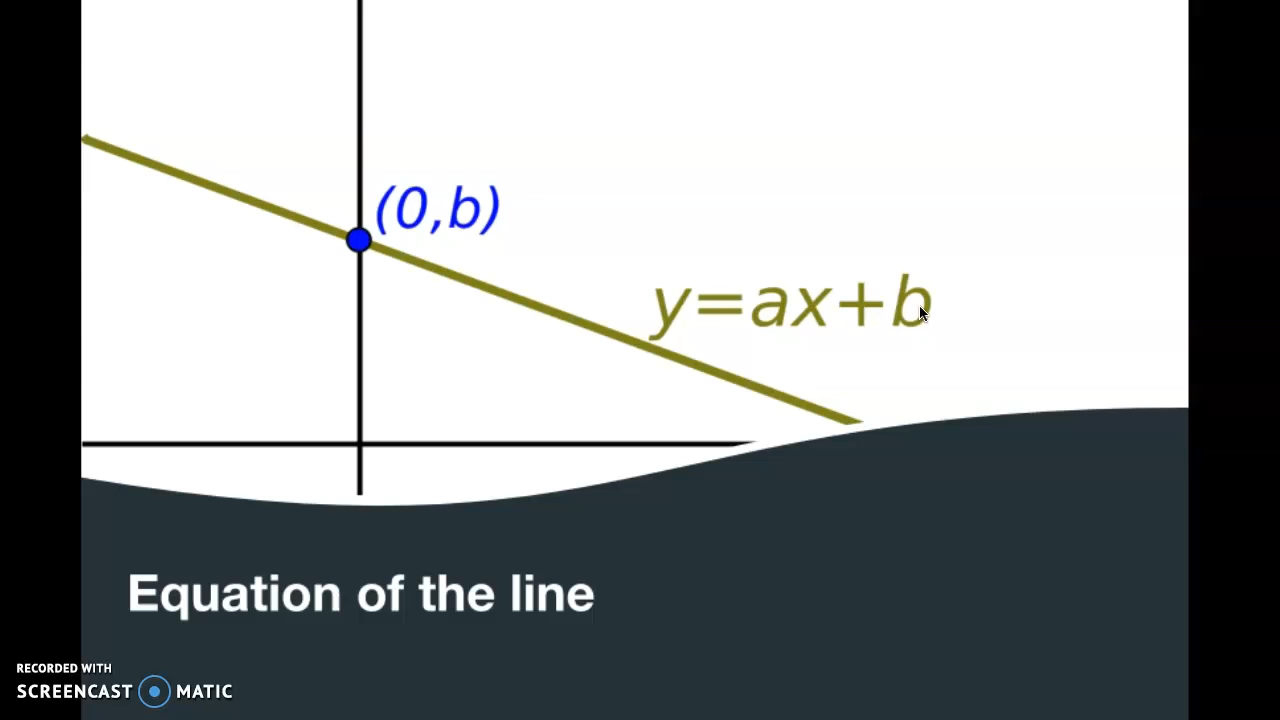 (0,b)
y=ax+b
Equation of the line
RECORDED WITH
SCREENCAST MATIC